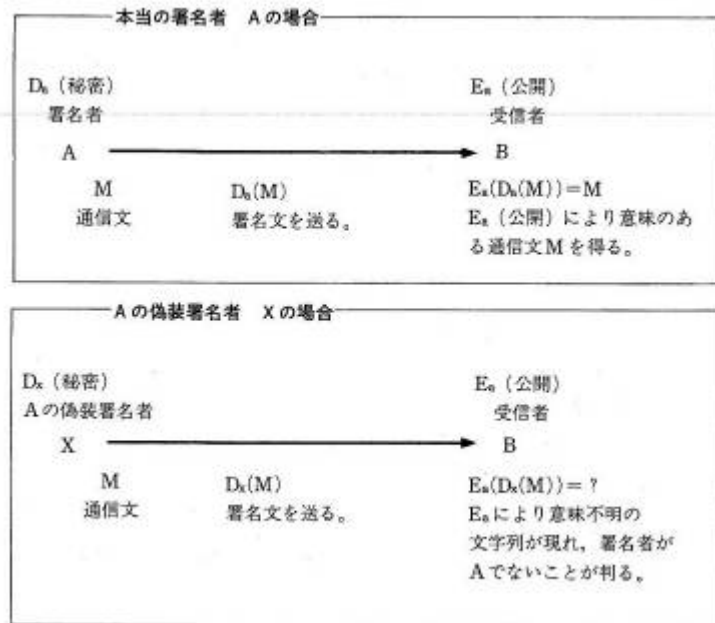 本当の署名者 Aの場合
Dₐ（秘密）
署名者
A
M
通信文
Dₐ(M)
署名文を送る。
Eₐ（公開）
受信者
B
Eₐ(Dₐ(M))=M
Eₐ（公開）により意味のあ
る通信文Mを得る。
Aの偽装署名者 Xの場合
Dₓ（秘密）
Aの偽装署名者
X
M
通信文
Dₓ(M)
署名文を送る。
Eₐ（公開）
受信者
B
Eₐ(Dₓ(M))=？
Eₐにより意味不明の
文字列が現れ，署名者が
Aでないことが判る。